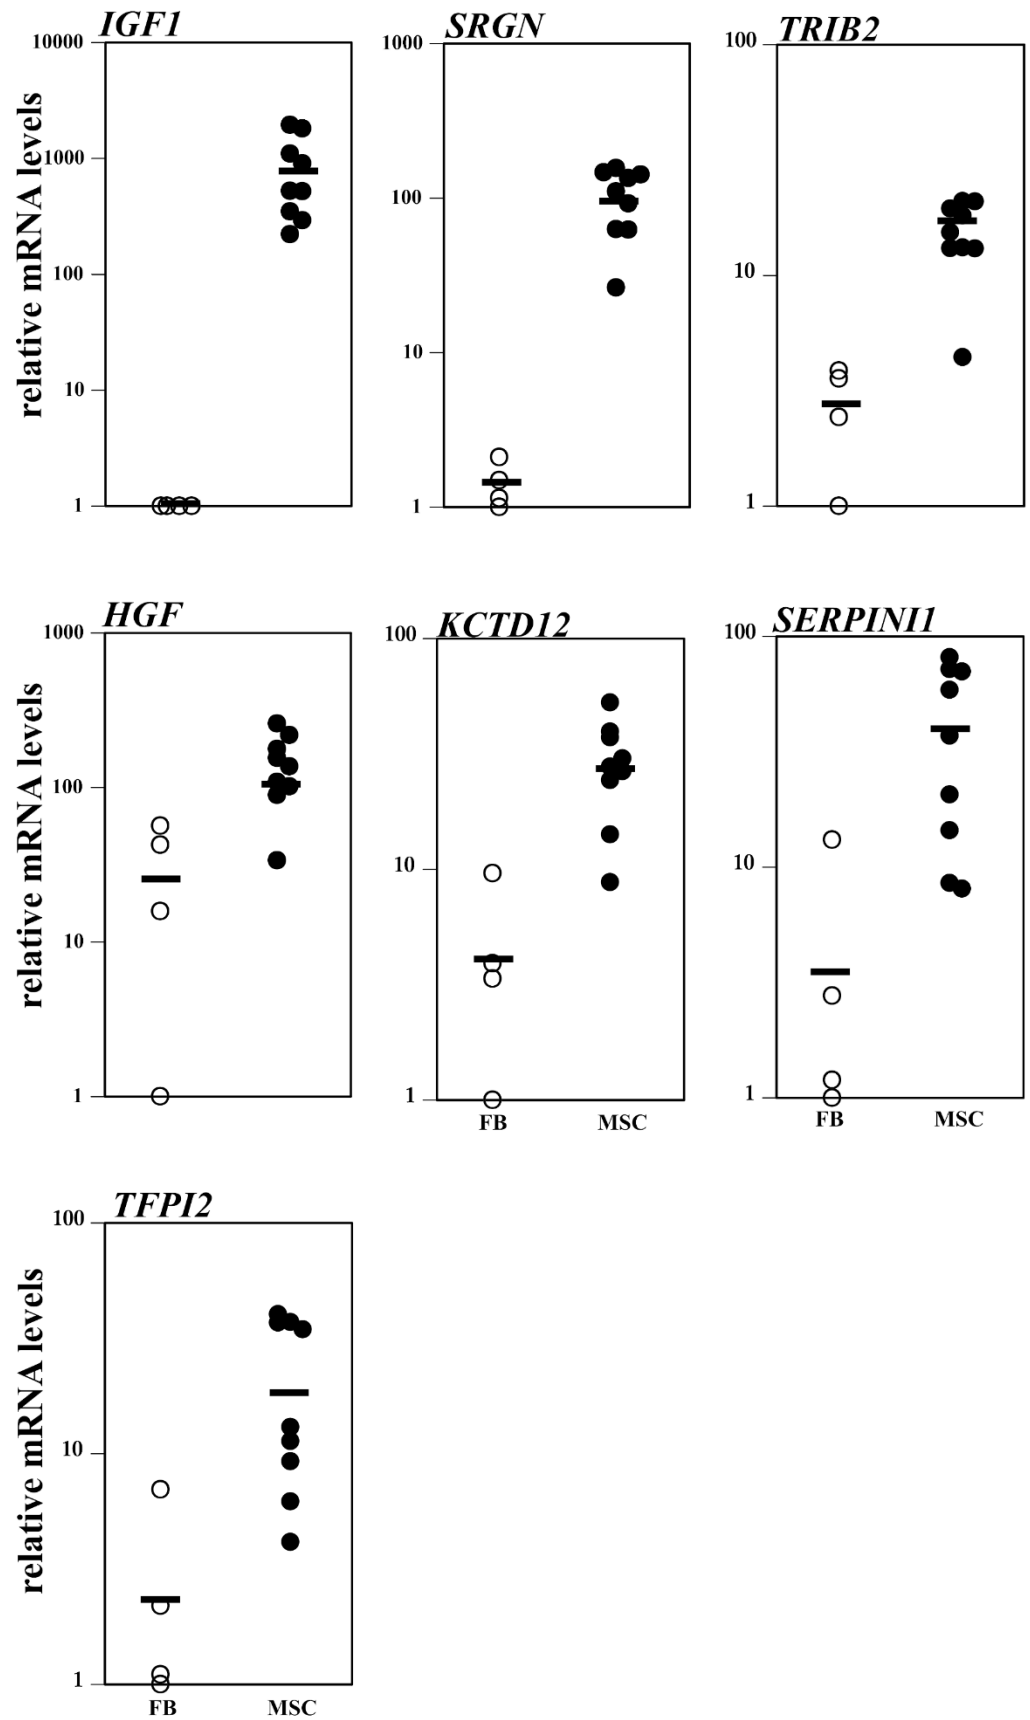 IGF1
SRGN
TRIB2
relative mRNA levels
10000
1000
100
10
1
1000
100
10
1
100
10
1
HGF
KCTD12
SERPINI1
relative mRNA levels
1000
100
10
1
100
10
1
FB MSC
100
10
1
FB MSC
TFPI2
relative mRNA levels
100
10
1
FB MSC